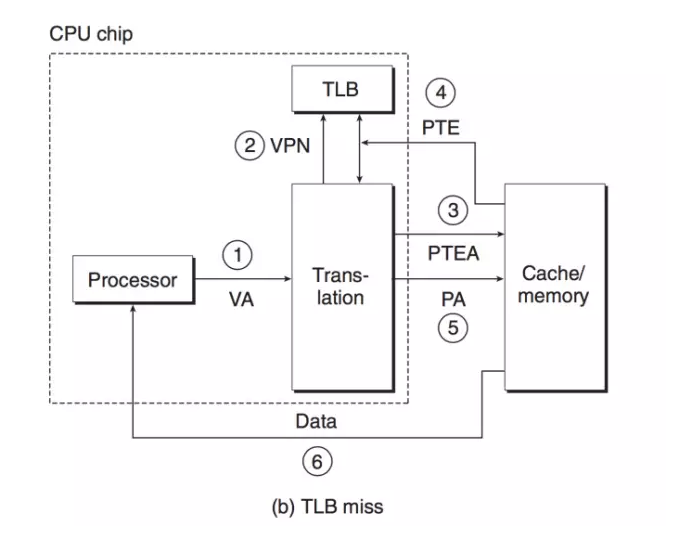 CPU chip
TLB
4
PTE
2 VPN
3
PTEA
1
Processor
VA
Trans-
lation
PA
5
Cache/
memory
Data
6
(b) TLB miss